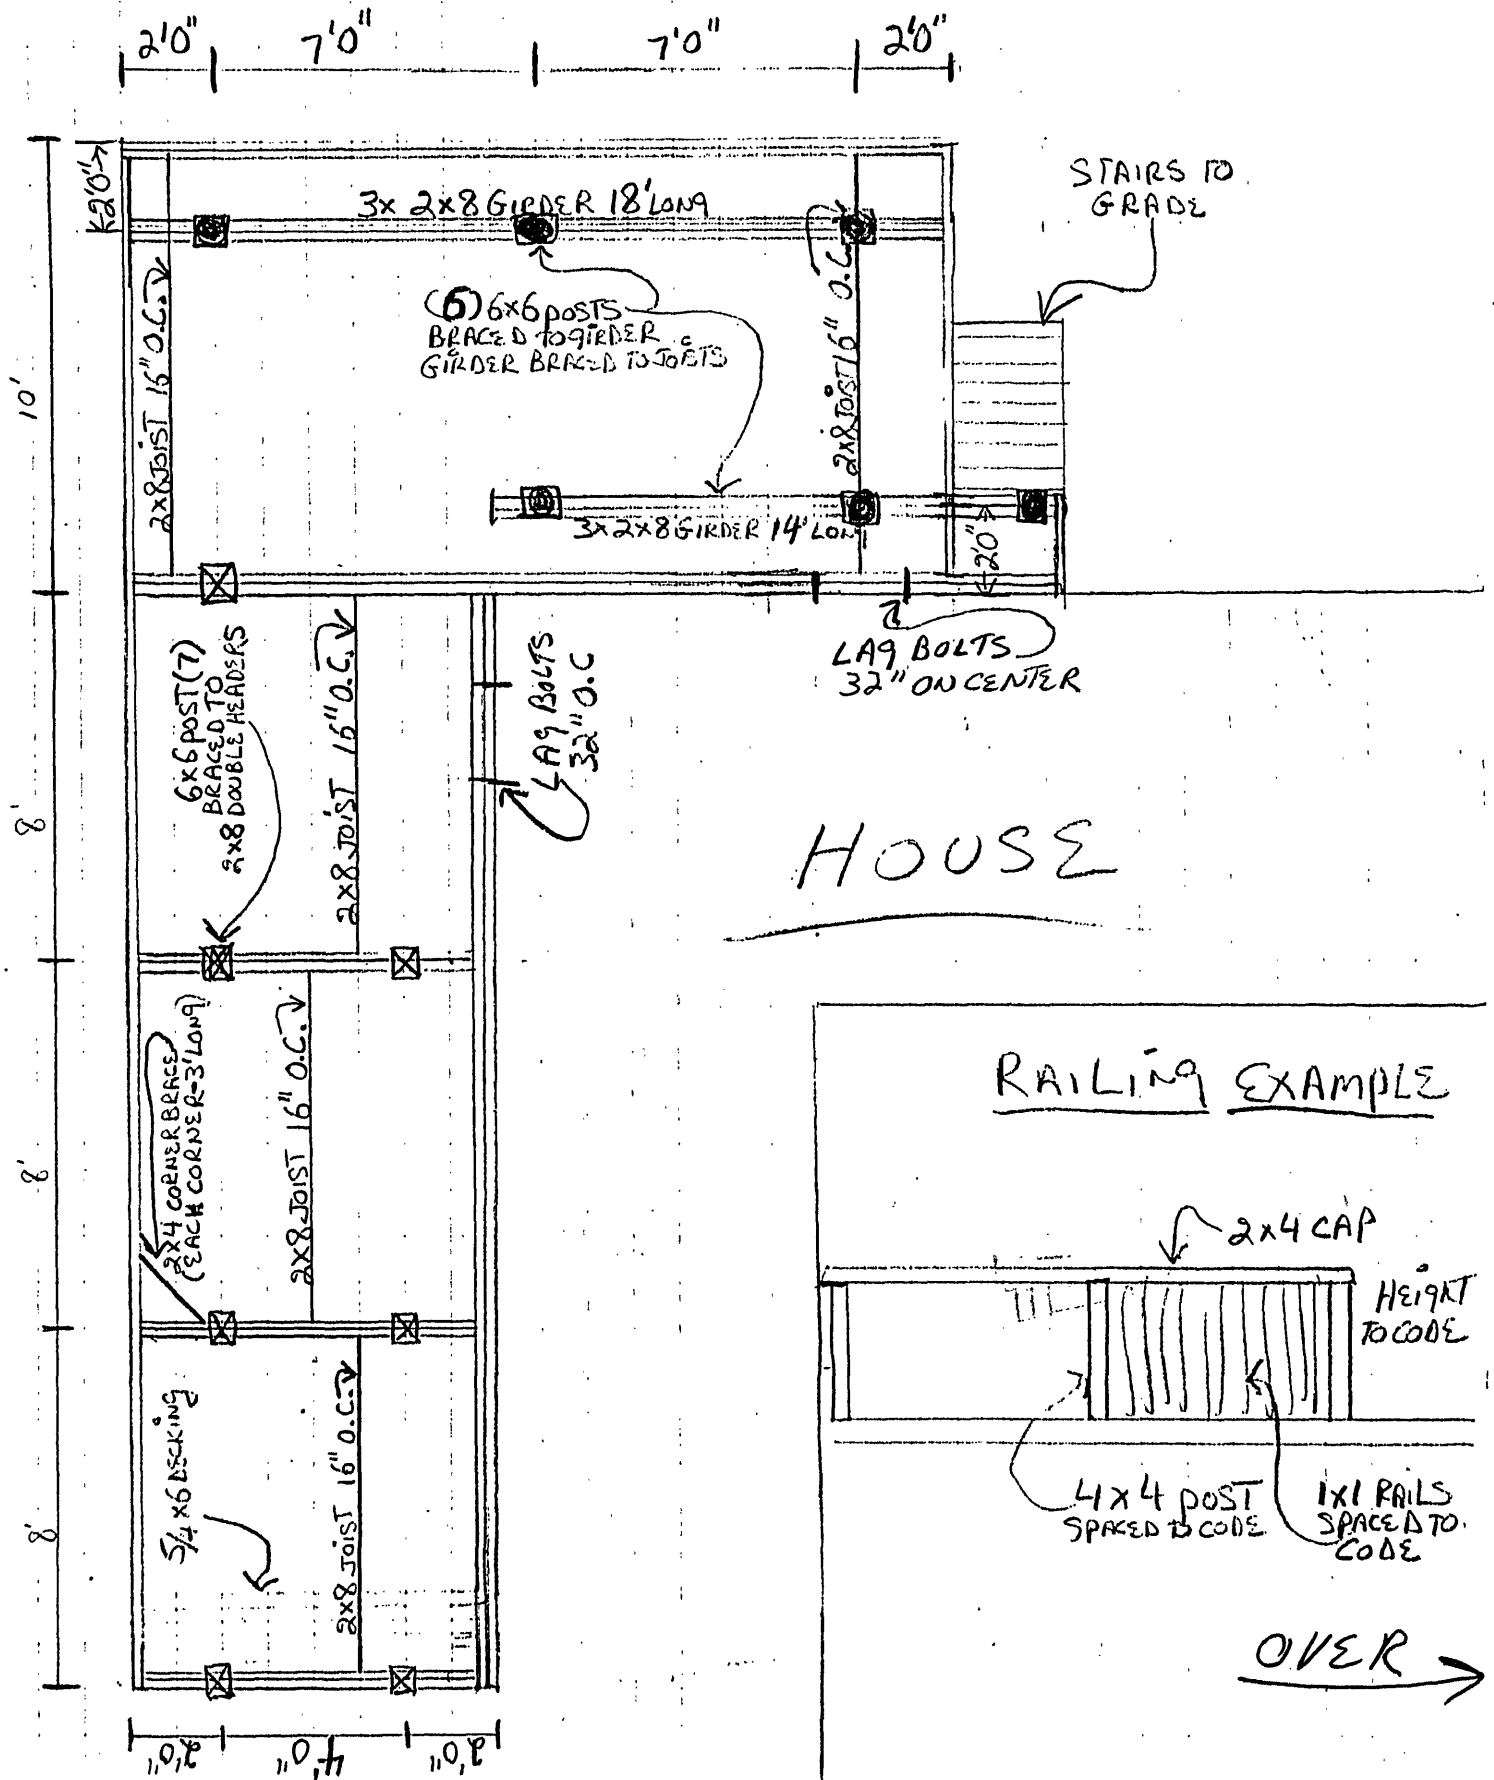 2'0" 7'0" 7'0" 2'0"
2'0"
3x 2x8 GIRDER 18' LONG
STAIRS TO
GRADE
(6) 6x6 POSTS
BRACED TO GIRDER
GIRDER BRACED TO JOISTS
2x8 JOIST 16" O.C.
2x8 JOIST 16" O.C.
10'
3x 2x8 GIRDER 14' LON
2'0"
LAG BOLTS
32" ON CENTER
6x6 POST (7)
BRACED TO
2x8 DOUBLE HEADERS
2x8 JOIST 16" O.C.
LAG BOLTS
32" O.C
8'
HOUSE
2x4 CORNER BRACE
(EACH CORNER-3' LONG)
2x8 JOIST 16" O.C.
8'
RAILING EXAMPLE
2x4 CAP
HEIGHT
TO CODE
4x4 POST
SPACED TO CODE
1x1 RAILS
SPACED TO
CODE
5/4 x6 DECKING
2x8 JOIST 16" O.C.
8'
OVER
2'0" 4'0" 2'0"